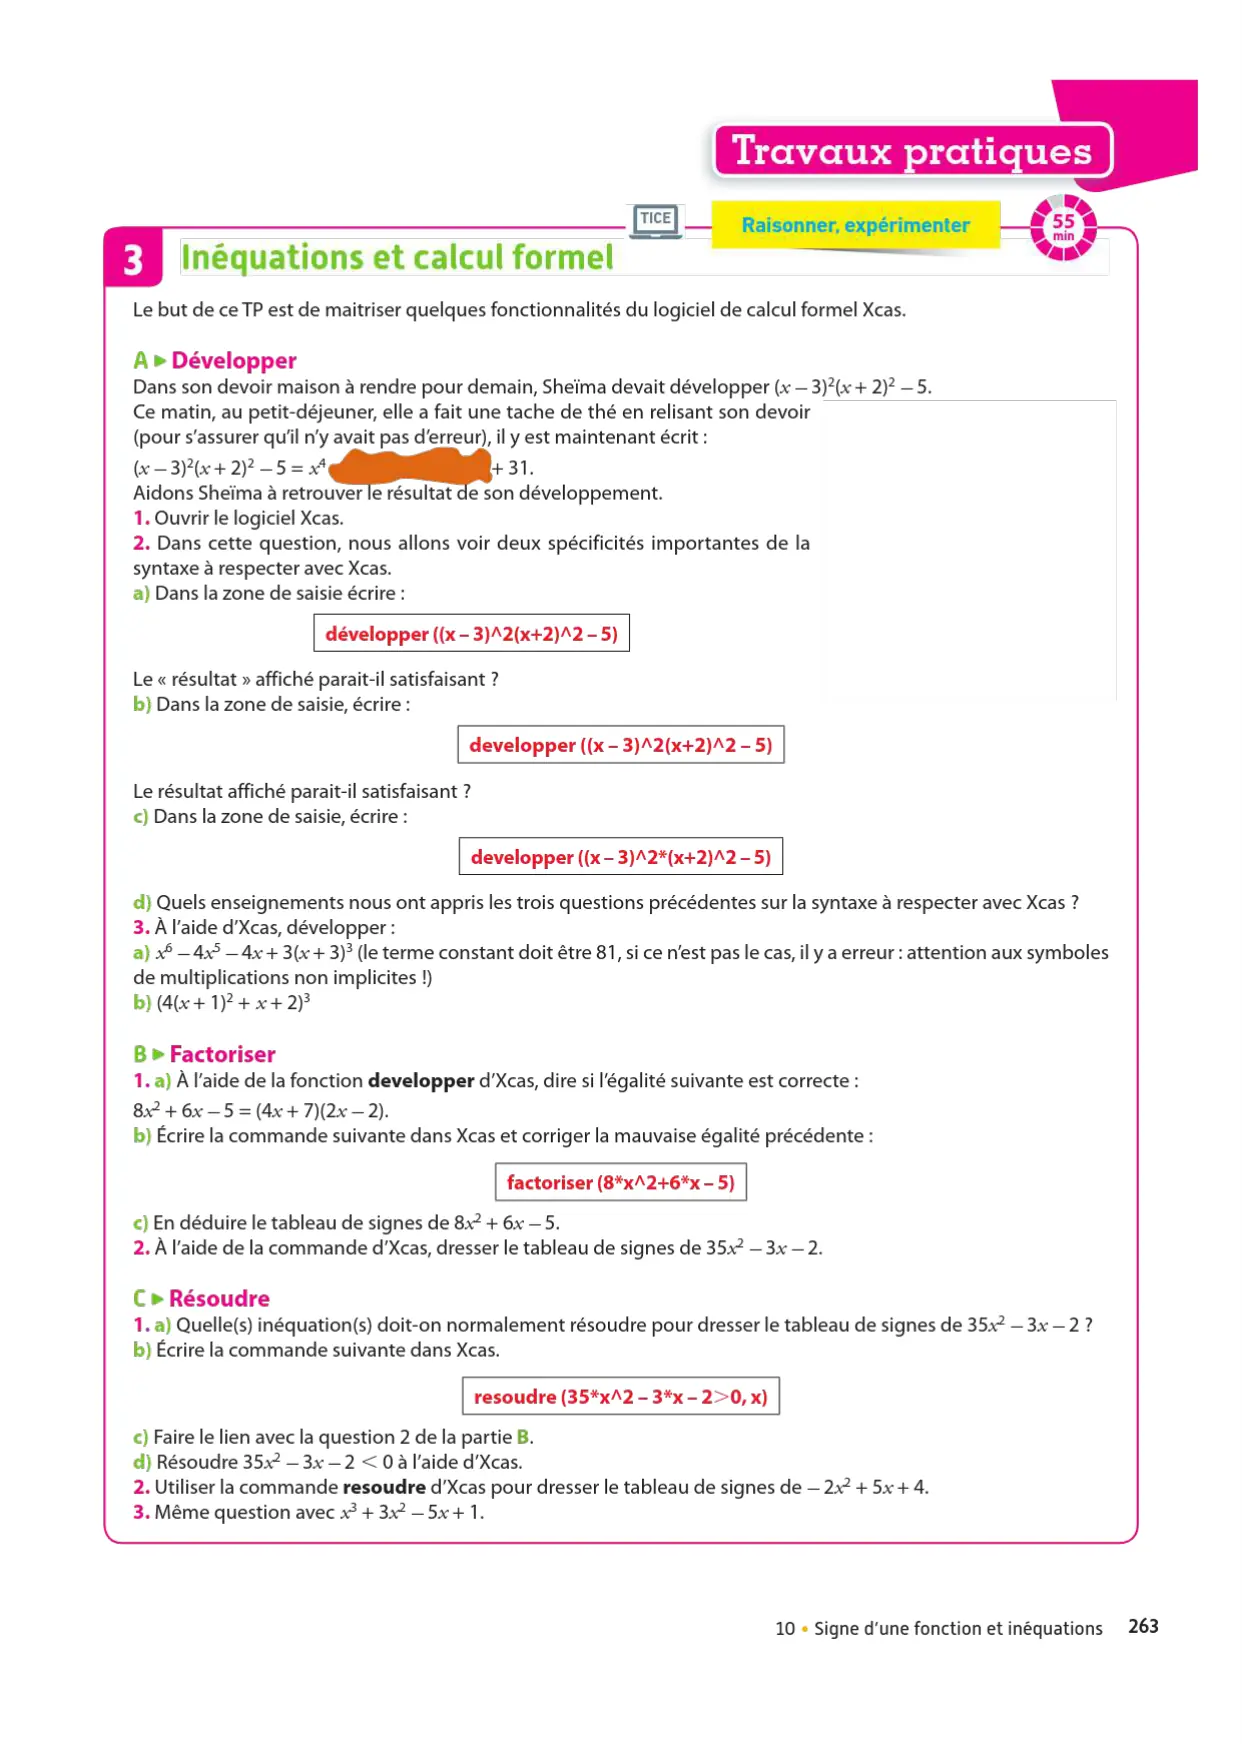 Travaux pratiques
TICE
Raisonner, expérimenter
55
min
3
Inéquations et calcul formel
Le but de ce TP est de maitriser quelques fonctionnalités du logiciel de calcul formel Xcas.
A ▸ Développer
Dans son devoir maison à rendre pour demain, Sheïma devait développer (x – 3)²(x + 2)² – 5.
Ce matin, au petit-déjeuner, elle a fait une tache de thé en relisant son devoir
(pour s'assurer qu'il n'y avait pas d'erreur), il y est maintenant écrit :
(x – 3)²(x + 2)² – 5 = x⁴ + 31.
Aidons Sheïma à retrouver le résultat de son développement.
1. Ouvrir le logiciel Xcas.
2. Dans cette question, nous allons voir deux spécificités importantes de la
syntaxe à respecter avec Xcas.
a) Dans la zone de saisie écrire :
développer ((x – 3)^2(x+2)^2 – 5)
Le « résultat » affiché parait-il satisfaisant ?
b) Dans la zone de saisie, écrire :
developper ((x – 3)^2(x+2)^2 – 5)
Le résultat affiché parait-il satisfaisant ?
c) Dans la zone de saisie, écrire :
developper ((x – 3)^2*(x+2)^2 – 5)
d) Quels enseignements nous ont appris les trois questions précédentes sur la syntaxe à respecter avec Xcas ?
3. À l'aide d'Xcas, développer :
a) x⁶ – 4x⁵ – 4x + 3(x + 3)³ (le terme constant doit être 81, si ce n'est pas le cas, il y a erreur : attention aux symboles
de multiplications non implicites !)
b) (4(x + 1)² + x + 2)³
B ▸ Factoriser
1. a) À l'aide de la fonction developper d'Xcas, dire si l'égalité suivante est correcte :
8x² + 6x – 5 = (4x + 7)(2x – 2).
b) Écrire la commande suivante dans Xcas et corriger la mauvaise égalité précédente :
factoriser (8*x^2+6*x – 5)
c) En déduire le tableau de signes de 8x² + 6x – 5.
2. À l'aide de la commande d'Xcas, dresser le tableau de signes de 35x² – 3x – 2.
C ▸ Résoudre
1. a) Quelle(s) inéquation(s) doit-on normalement résoudre pour dresser le tableau de signes de 35x² – 3x – 2 ?
b) Écrire la commande suivante dans Xcas.
resoudre (35*x^2 – 3*x – 2>0, x)
c) Faire le lien avec la question 2 de la partie B.
d) Résoudre 35x² – 3x – 2 < 0 à l'aide d'Xcas.
2. Utiliser la commande resoudre d'Xcas pour dresser le tableau de signes de – 2x² + 5x + 4.
3. Même question avec x³ + 3x² – 5x + 1.
10 • Signe d'une fonction et inéquations 263